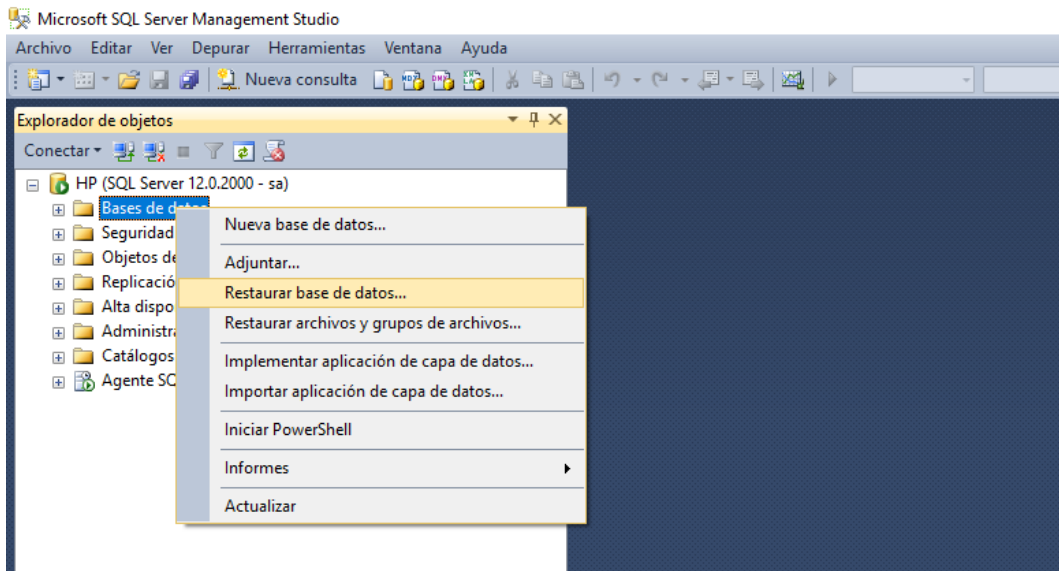 Microsoft SQL Server Management Studio
Archivo Editar Ver Depurar Herramientas Ventana Ayuda
Nueva consulta
Explorador de objetos
Conectar
HP (SQL Server 12.0.2000 - sa)
Bases de datos
Nueva base de datos...
Seguridad
Objetos de
Adjuntar...
Replicació
Restaurar base de datos...
Alta dispo
Restaurar archivos y grupos de archivos...
Administra
Catálogos
Implementar aplicación de capa de datos...
Agente SQ
Importar aplicación de capa de datos...
Iniciar PowerShell
Informes
Actualizar